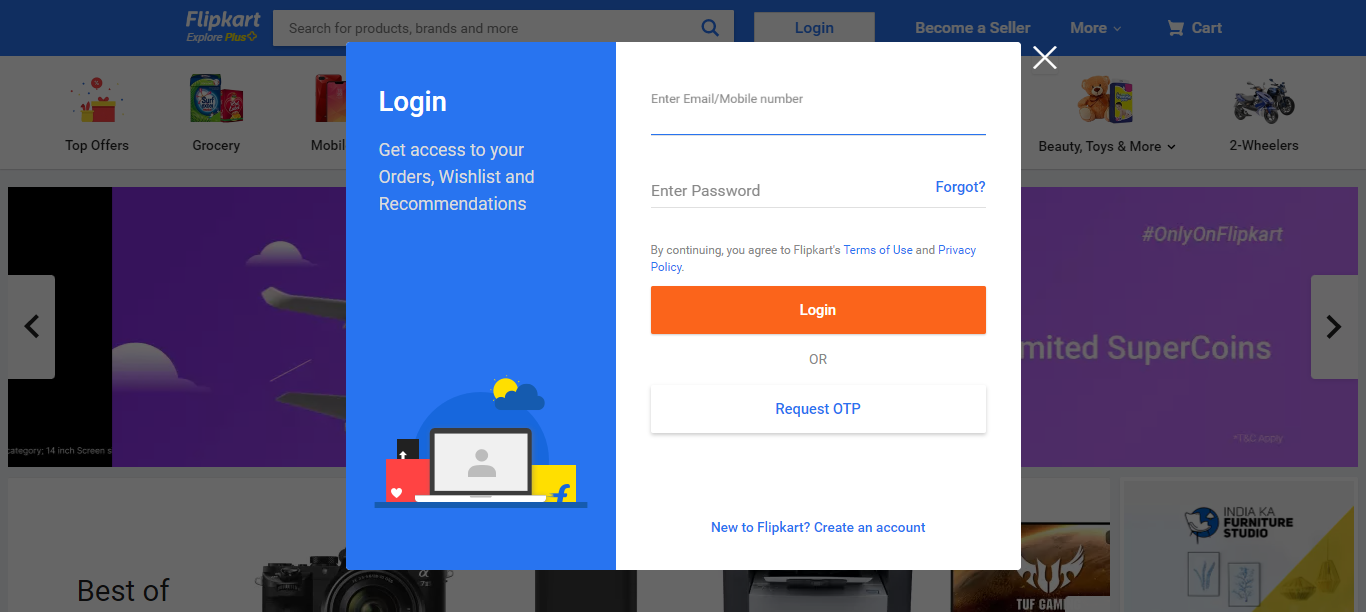 Flipkart
Explore Plus
Search for products, brands and more
Login
Become a Seller
More
Cart
Top Offers
Grocery
Beauty, Toys & More
2-Wheelers
Login
Get access to your
Orders, Wishlist and
Recommendations
Enter Email/Mobile number
Enter Password
Forgot?
By continuing, you agree to Flipkart's Terms of Use and Privacy
Policy.
Login
OR
Request OTP
New to Flipkart? Create an account
#OnlyOnFlipkart
mited SuperCoins
*T&C Apply
category; 14 inch Screen s
Best of
INDIA KA
FURNITURE
STUDIO
TUF GAM